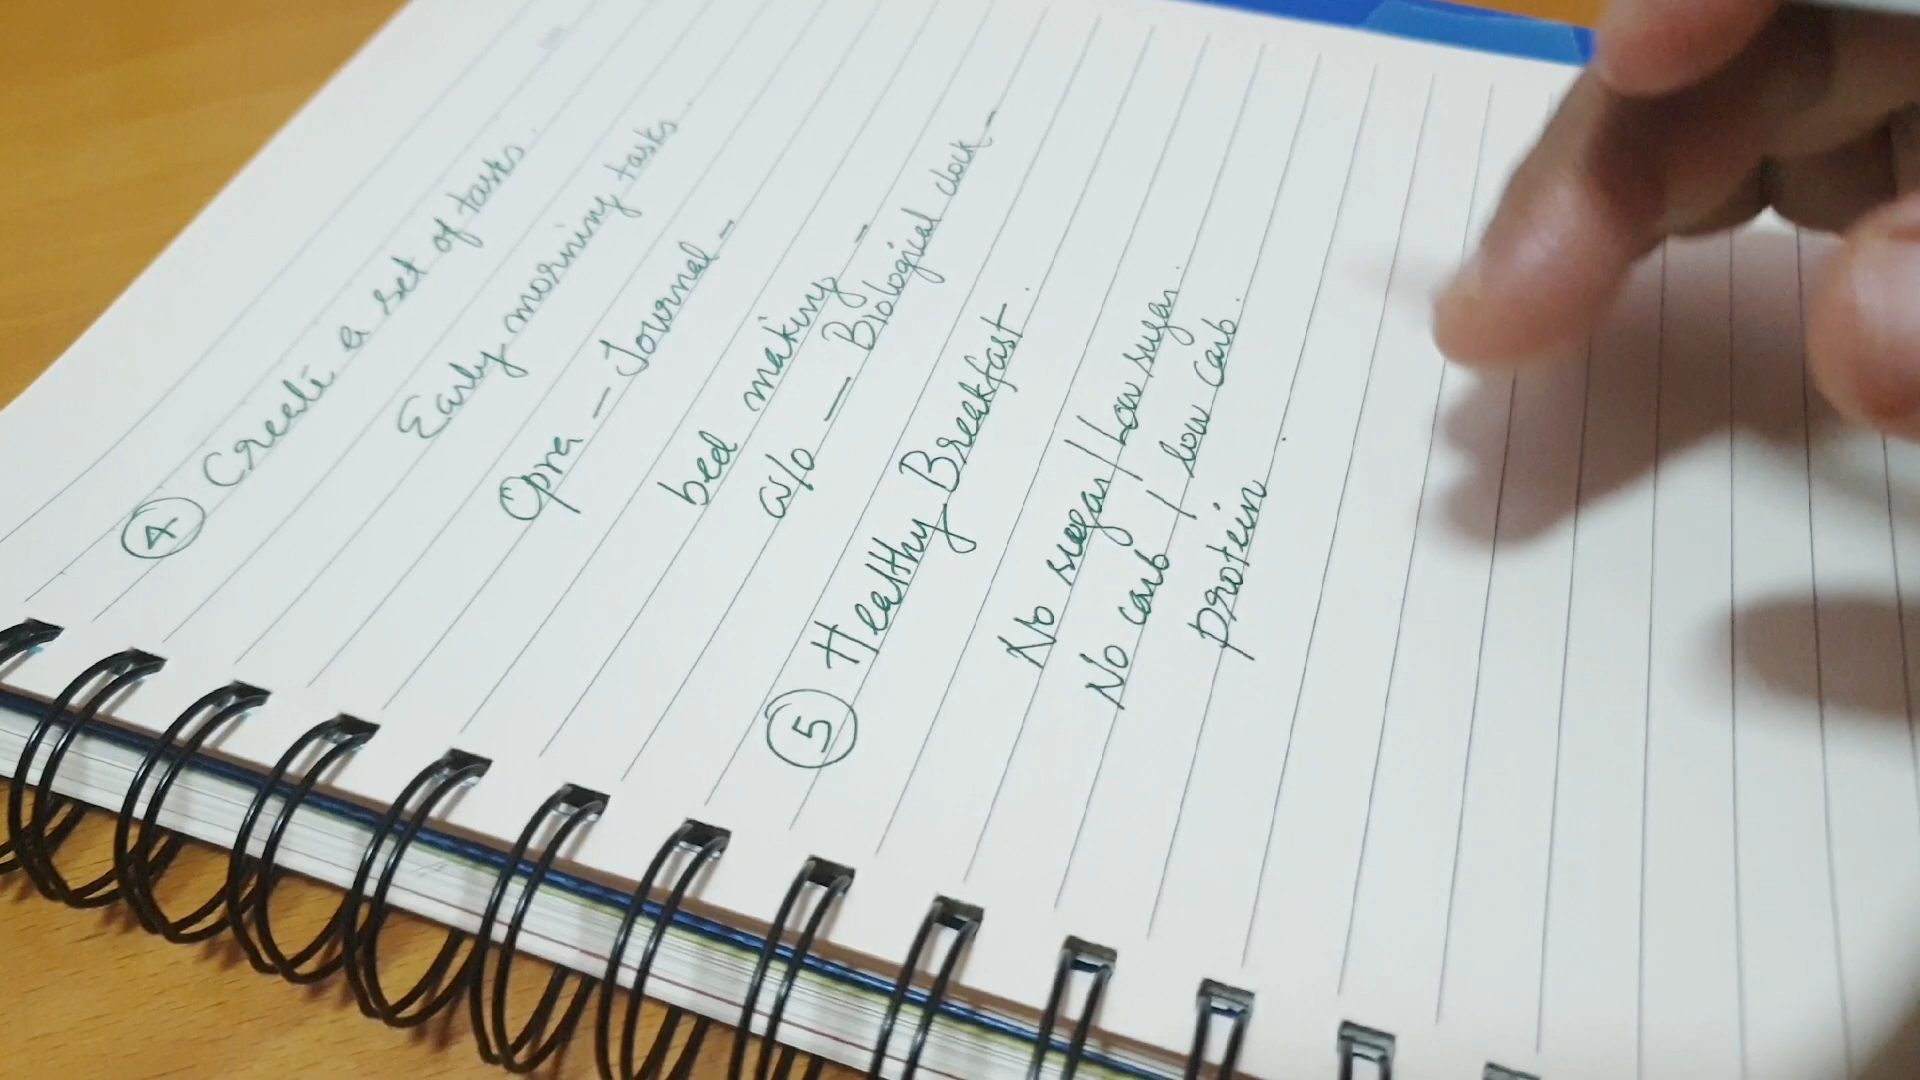 ④ Create a set of tasks.
Early morning tasks.
Opra — Journal -
bed making -
a/o — Biological clock -
⑤ Healthy Breakfast.
No sugar / Low sugar.
No carb / low carb.
protein